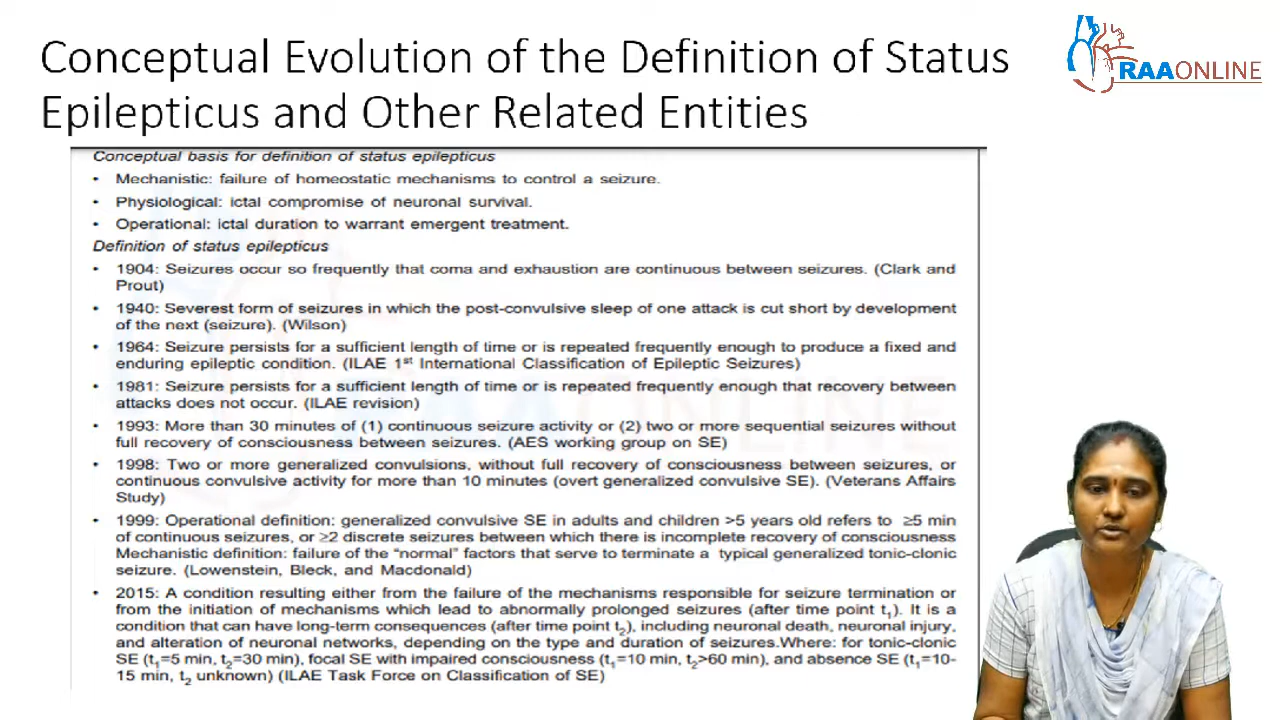 Conceptual Evolution of the Definition of Status
Epilepticus and Other Related Entities
RAAONLINE
Conceptual basis for definition of status epilepticus
• Mechanistic: failure of homeostatic mechanisms to control a seizure.
• Physiological: ictal compromise of neuronal survival.
• Operational: ictal duration to warrant emergent treatment.
Definition of status epilepticus
• 1904: Seizures occur so frequently that coma and exhaustion are continuous between seizures. (Clark and
Prout)
• 1940: Severest form of seizures in which the post-convulsive sleep of one attack is cut short by development
of the next (seizure). (Wilson)
• 1964: Seizure persists for a sufficient length of time or is repeated frequently enough to produce a fixed and
enduring epileptic condition. (ILAE 1st International Classification of Epileptic Seizures)
• 1981: Seizure persists for a sufficient length of time or is repeated frequently enough that recovery between
attacks does not occur. (ILAE revision)
• 1993: More than 30 minutes of (1) continuous seizure activity or (2) two or more sequential seizures without
full recovery of consciousness between seizures. (AES working group on SE)
• 1998: Two or more generalized convulsions, without full recovery of consciousness between seizures, or
continuous convulsive activity for more than 10 minutes (overt generalized convulsive SE). (Veterans Affairs
Study)
• 1999: Operational definition: generalized convulsive SE in adults and children >5 years old refers to ≥5 min
of continuous seizures, or ≥2 discrete seizures between which there is incomplete recovery of consciousness
Mechanistic definition: failure of the “normal” factors that serve to terminate a typical generalized tonic-clonic
seizure. (Lowenstein, Bleck, and Macdonald)
• 2015: A condition resulting either from the failure of the mechanisms responsible for seizure termination or
from the initiation of mechanisms which lead to abnormally prolonged seizures (after time point t1). It is a
condition that can have long-term consequences (after time point t2), including neuronal death, neuronal injury,
and alteration of neuronal networks, depending on the type and duration of seizures.Where: for tonic-clonic
SE (t1=5 min, t2=30 min), focal SE with impaired consciousness (t1=10 min, t2>60 min), and absence SE (t1=10-
15 min, t2 unknown) (ILAE Task Force on Classification of SE)